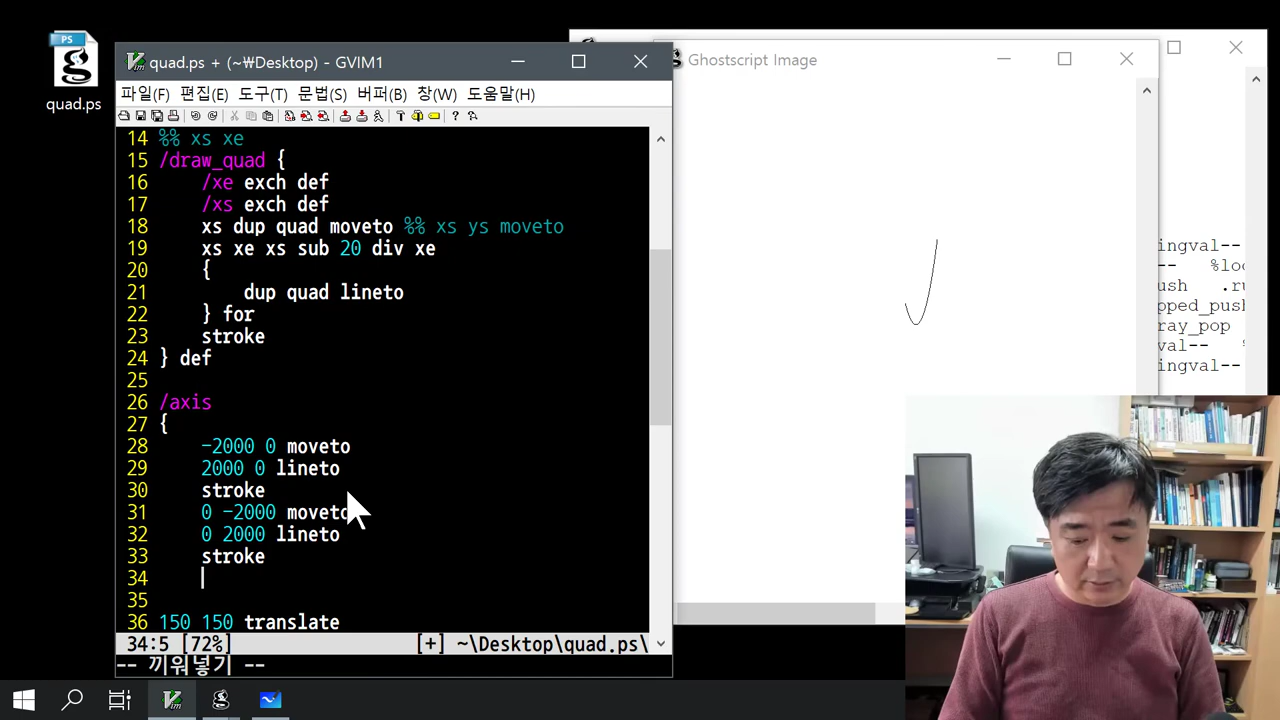 PS
quad.ps
quad.ps + (~₩Desktop) - GVIM1
파일(F) 편집(E) 도구(T) 문법(S) 버퍼(B) 창(W) 도움말(H)
14 %% xs xe
15 /draw_quad {
16 /xe exch def
17 /xs exch def
18 xs dup quad moveto %% xs ys moveto
19 xs xe xs sub 20 div xe
20 {
21 dup quad lineto
22 } for
23 stroke
24 } def
25
26 /axis
27 {
28 -2000 0 moveto
29 2000 0 lineto
30 stroke
31 0 -2000 moveto
32 0 2000 lineto
33 stroke
34
35
36 150 150 translate
34:5 [72%] [+] ~\Desktop\quad.ps\
-- 끼워넣기 --
Ghostscript Image
ingval--
-- %loo
ush .ru
pped_push
ray_pop
val-- %
ingval--